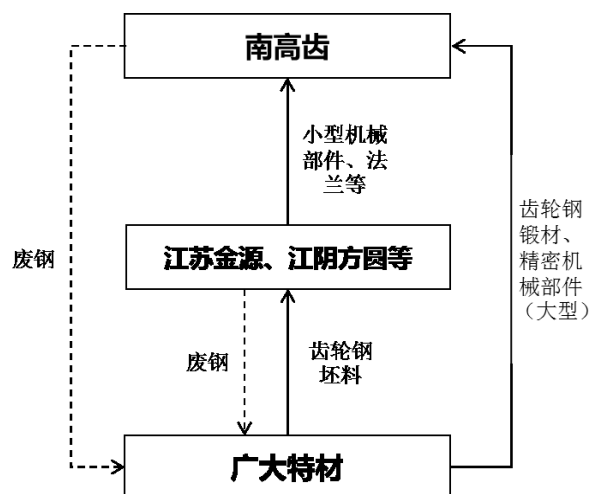 南高齿
小型机械
部件、法
兰等
齿轮钢
锻材、
精密机
械部件
（大型）
废钢
江苏金源、江阴方圆等
废钢
齿轮钢
坯料
广大特材